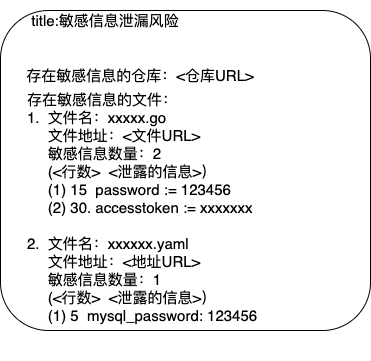 title:敏感信息泄漏风险
存在敏感信息的仓库：<仓库URL>
存在敏感信息的文件：
1. 文件名：xxxxx.go
文件地址：<文件URL>
敏感信息数量：2
(<行数> <泄露的信息>)
(1) 15 password := 123456
(2) 30. accesstoken := xxxxxxx
2. 文件名：xxxxxx.yaml
文件地址：<地址URL>
敏感信息数量：1
(<行数> <泄露的信息>)
(1) 5 mysql_password: 123456